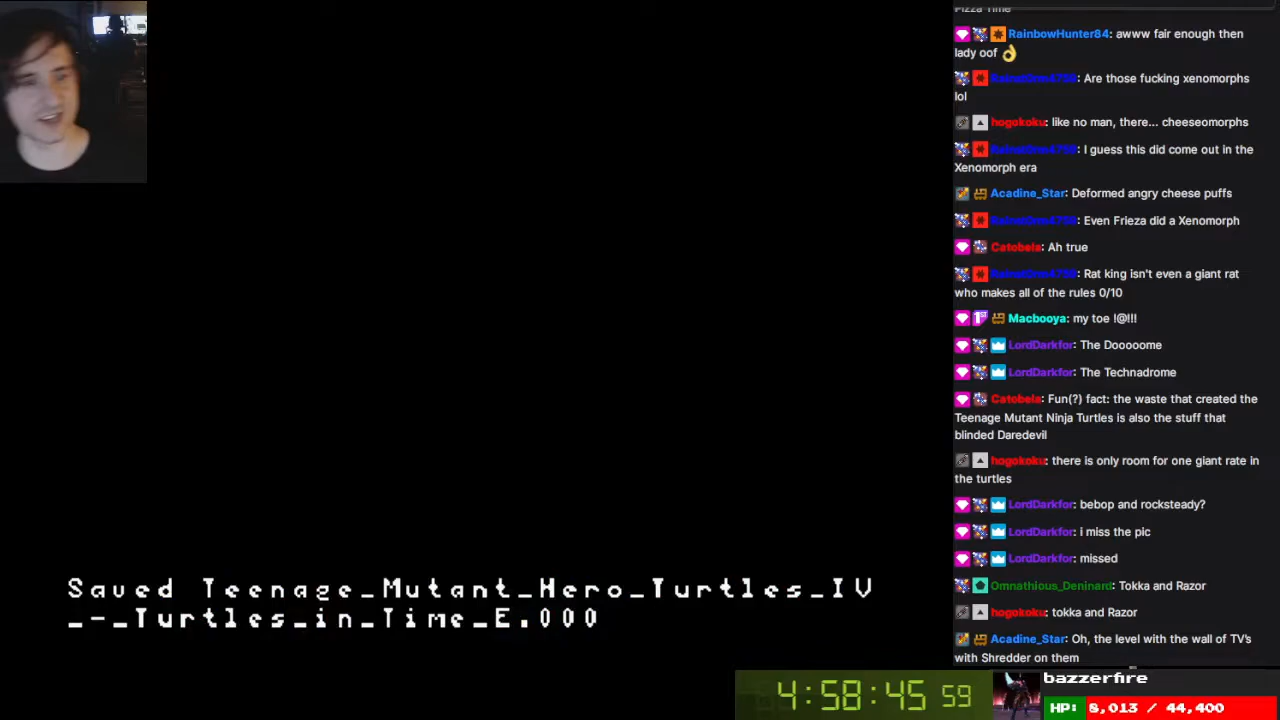 Pizza Time
RainbowHunter84: awww fair enough then
lady oof
Are those fucking xenomorphs
lol
hogokoku: like no man, there... cheeseomorphs
I guess this did come out in the
Xenomorph era
Acadine_Star: Deformed angry cheese puffs
Even Frieza did a Xenomorph
Catobela: Ah true
Rat king isn't even a giant rat
who makes all of the rules 0/10
Macbooya: my toe !@!!!
LordDarkfor: The Dooooome
LordDarkfor: The Technadrome
Catobela: Fun(?) fact: the waste that created the
Teenage Mutant Ninja Turtles is also the stuff that
blinded Daredevil
hogokoku: there is only room for one giant rate in
the turtles
LordDarkfor: bebop and rocksteady?
LordDarkfor: i miss the pic
LordDarkfor: missed
Omnathious_Deninard: Tokka and Razor
hogokoku: tokka and Razor
Acadine_Star: Oh, the level with the wall of TV's
with Shredder on them
Saved Teenage_Mutant_Hero_Turtles_IV
_-_Turtles_in_Time_E.000
4:58:45 59
bazzerfire
HP: 8,013 / 44,400